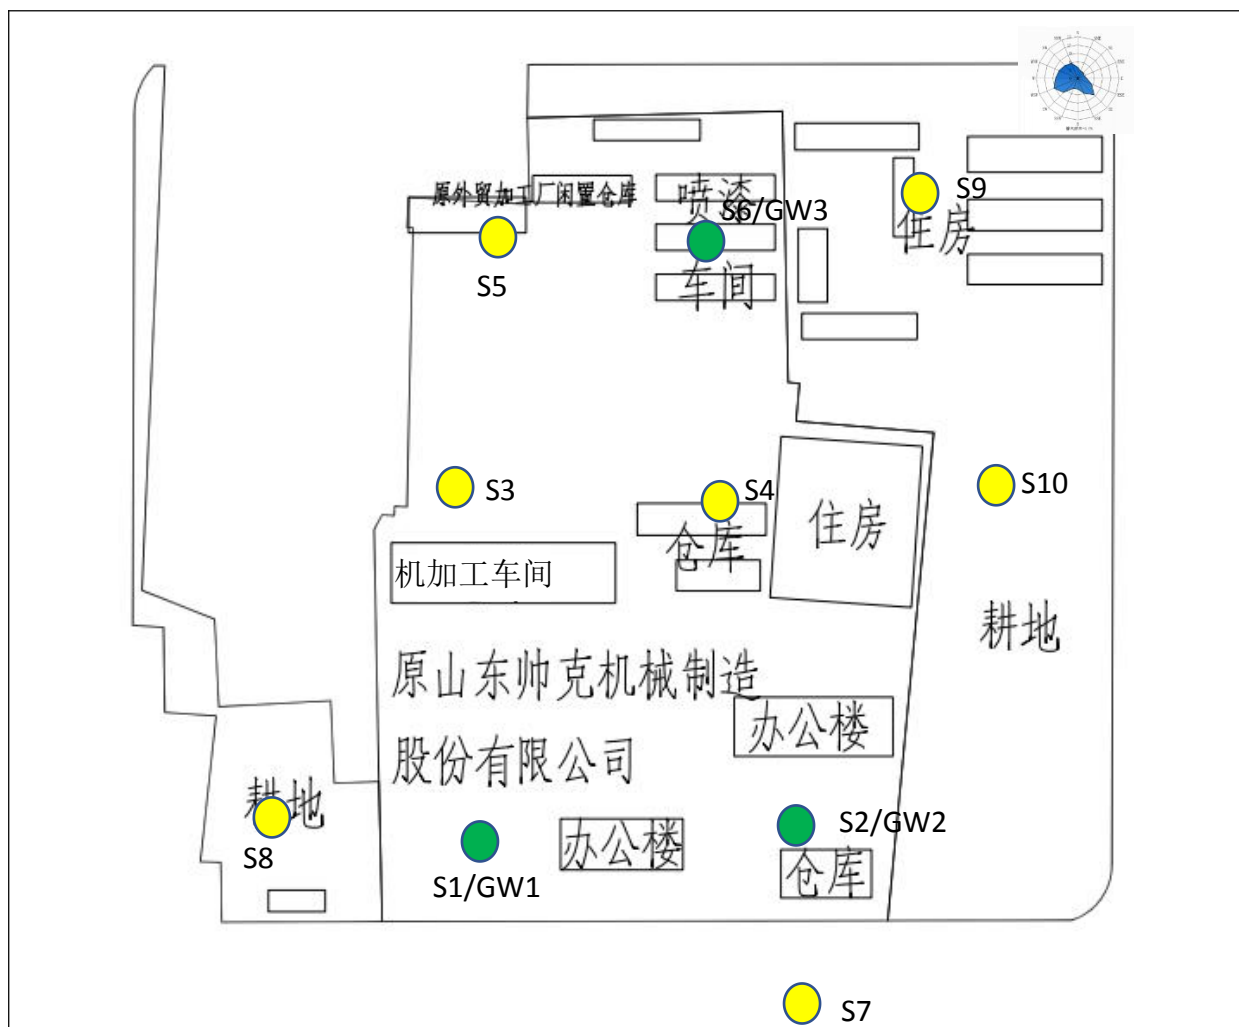 原外贸加工厂闲置仓库
喷漆
S9
S6/GW3
住房
S5
车间
S3
S4
S10
仓库
住房
机加工车间
耕地
原山东帅克机械制造
办公楼
股份有限公司
耕地
S2/GW2
办公楼
S8
仓库
S1/GW1
S7